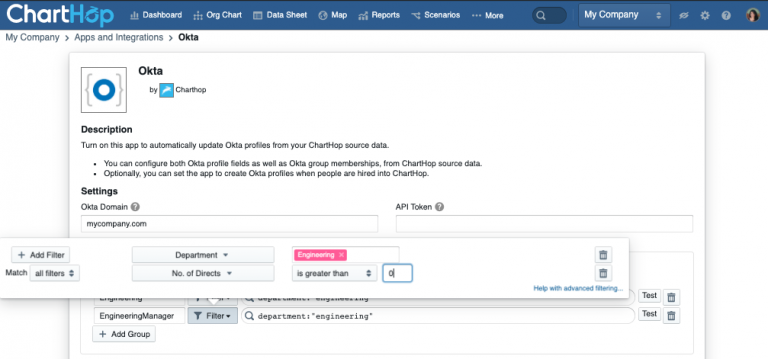 ChartHop Dashboard Org Chart Data Sheet Map Reports Scenarios ••• More My Company
My Company > Apps and Integrations > Okta
Okta
by Charthop
Description
Turn on this app to automatically update Okta profiles from your ChartHop source data.
• You can configure both Okta profile fields as well as Okta group memberships, from ChartHop source data.
• Optionally, you can set the app to create Okta profiles when people are hired into ChartHop.
Settings
Okta Domain ? API Token ?
mycompany.com
+ Add Filter Department Engineering ×
Match all filters No. of Directs is greater than 0
Help with advanced filtering...
Engineering department:"engineering" Test
EngineeringManager Filter department:"engineering" Test
+ Add Group